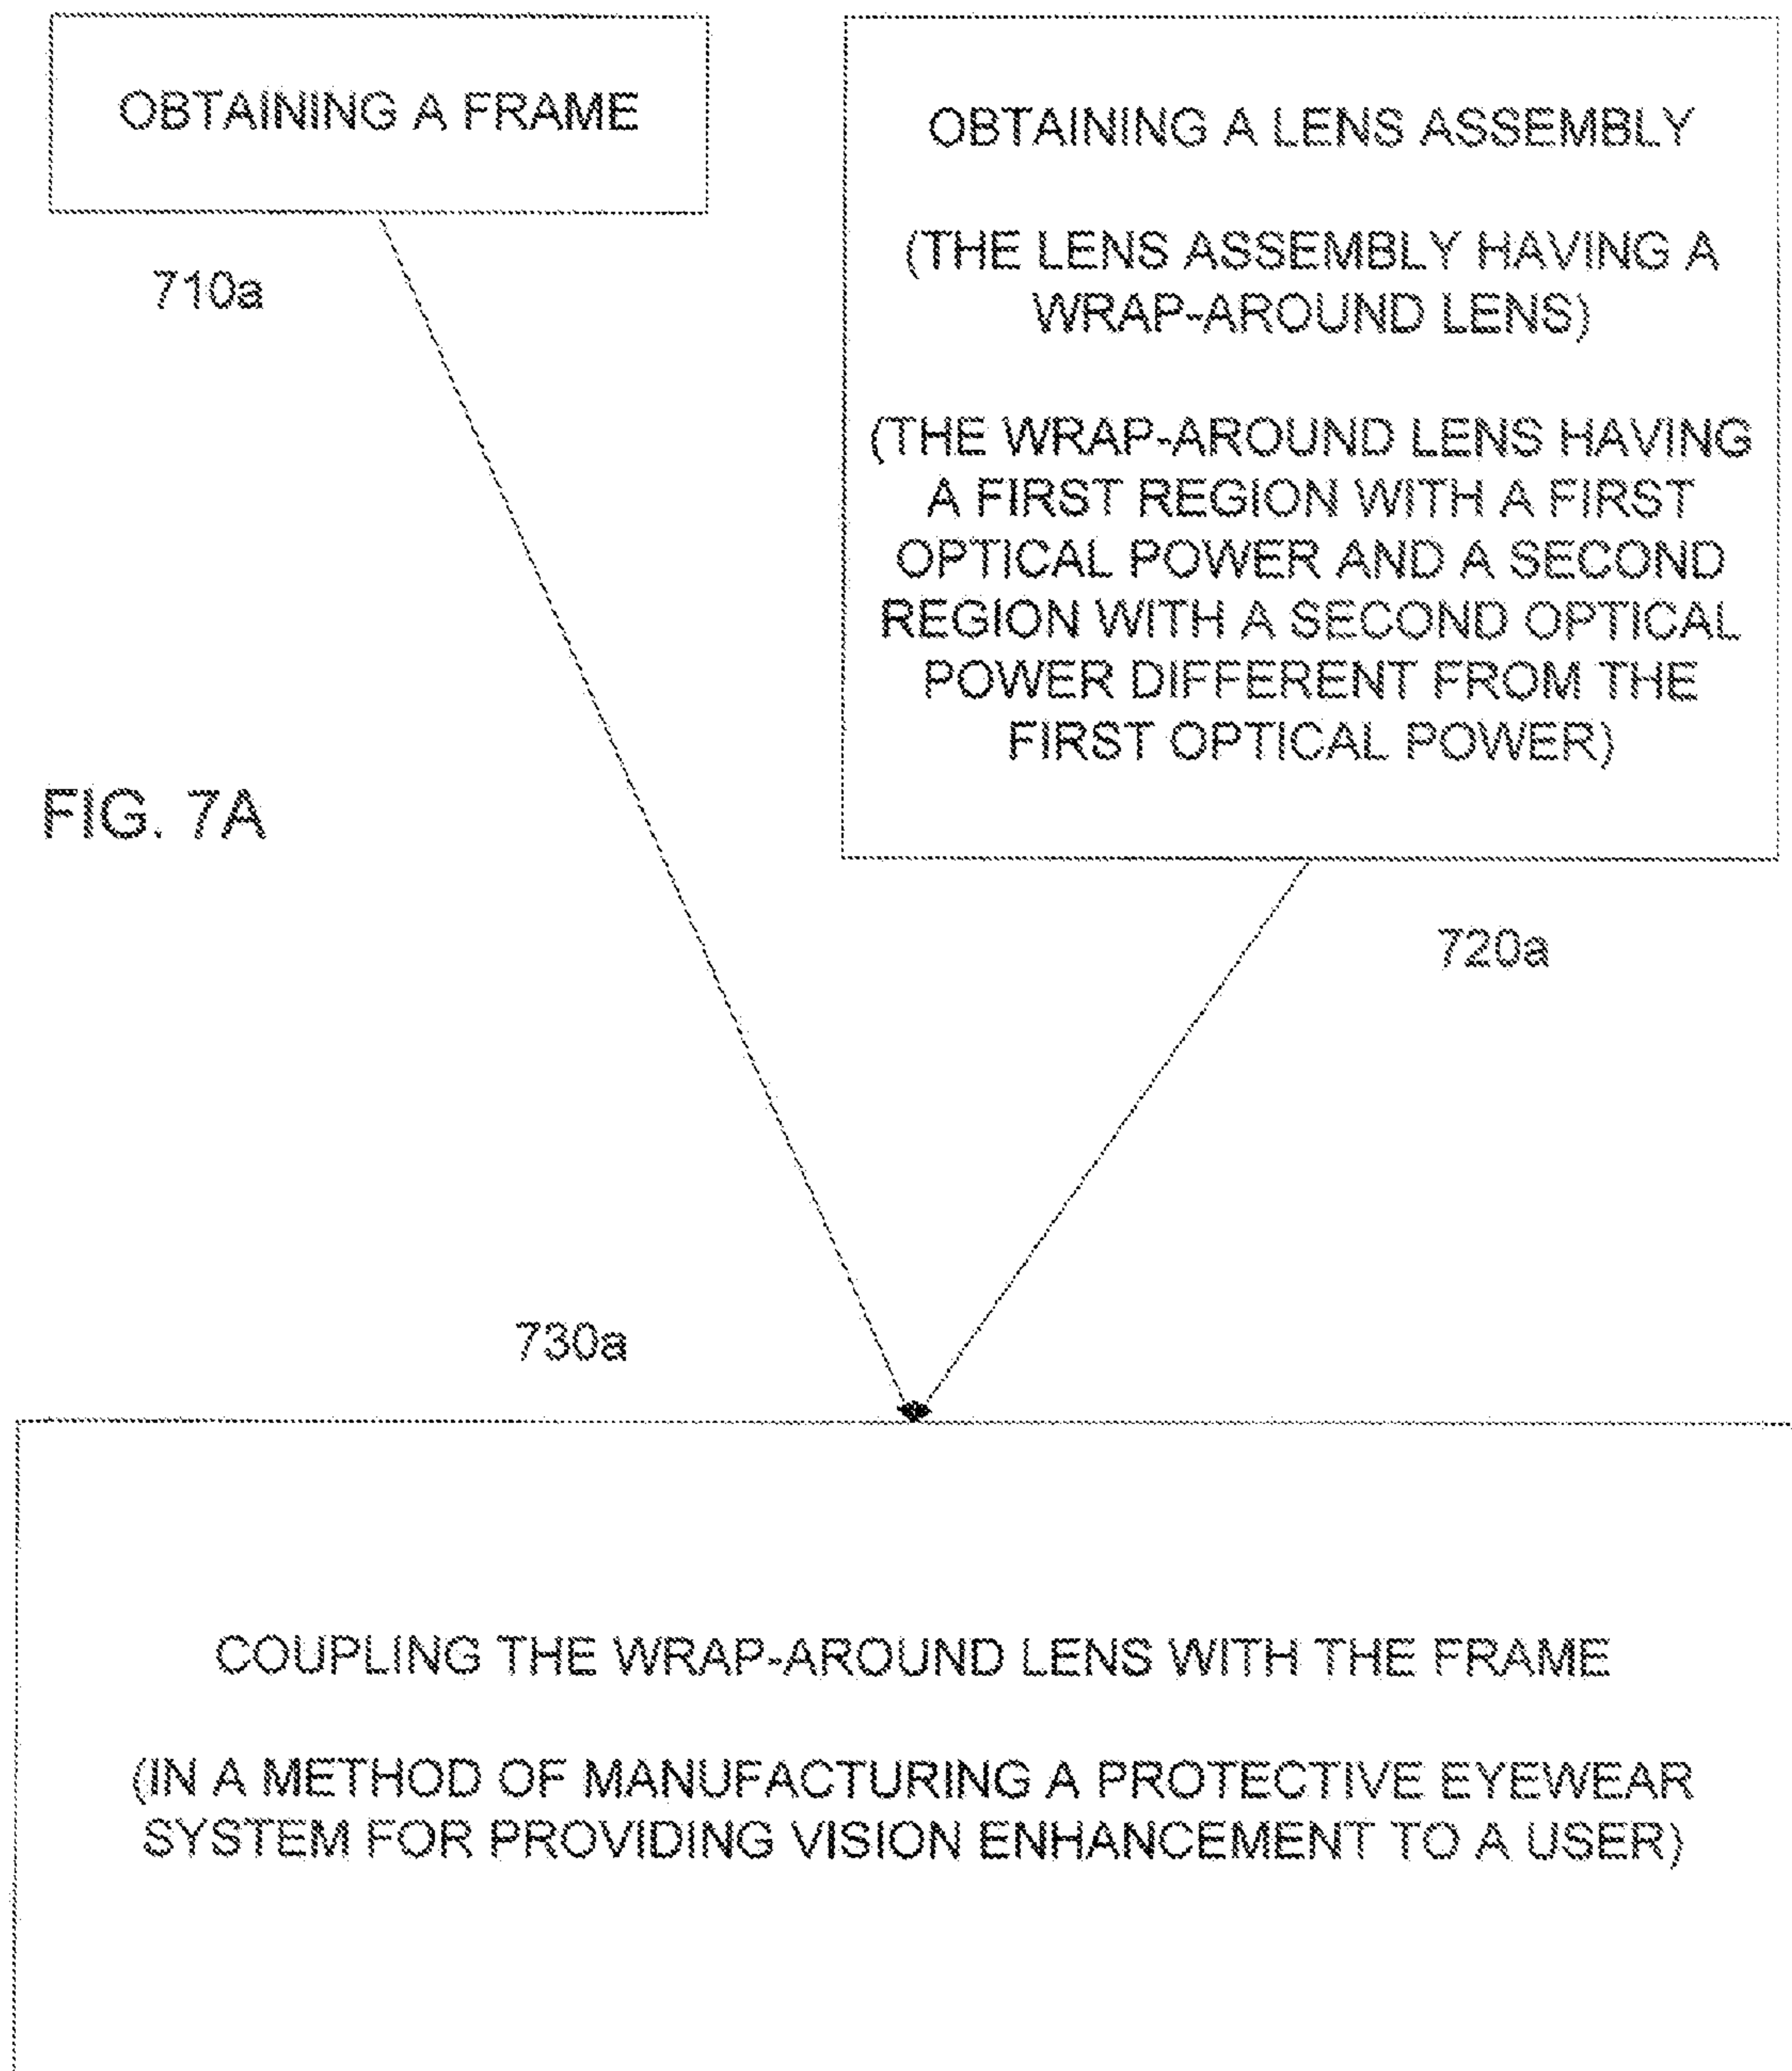 OBTAINING A FRAME
710a
OBTAINING A LENS ASSEMBLY
(THE LENS ASSEMBLY HAVING A
WRAP-AROUND LENS)
(THE WRAP-AROUND LENS HAVING
A FIRST REGION WITH A FIRST
OPTICAL POWER AND A SECOND
REGION WITH A SECOND OPTICAL
POWER DIFFERENT FROM THE
FIRST OPTICAL POWER)
FIG. 7A
720a
730a
COUPLING THE WRAP-AROUND LENS WITH THE FRAME
(IN A METHOD OF MANUFACTURING A PROTECTIVE EYEWEAR
SYSTEM FOR PROVIDING VISION ENHANCEMENT TO A USER)